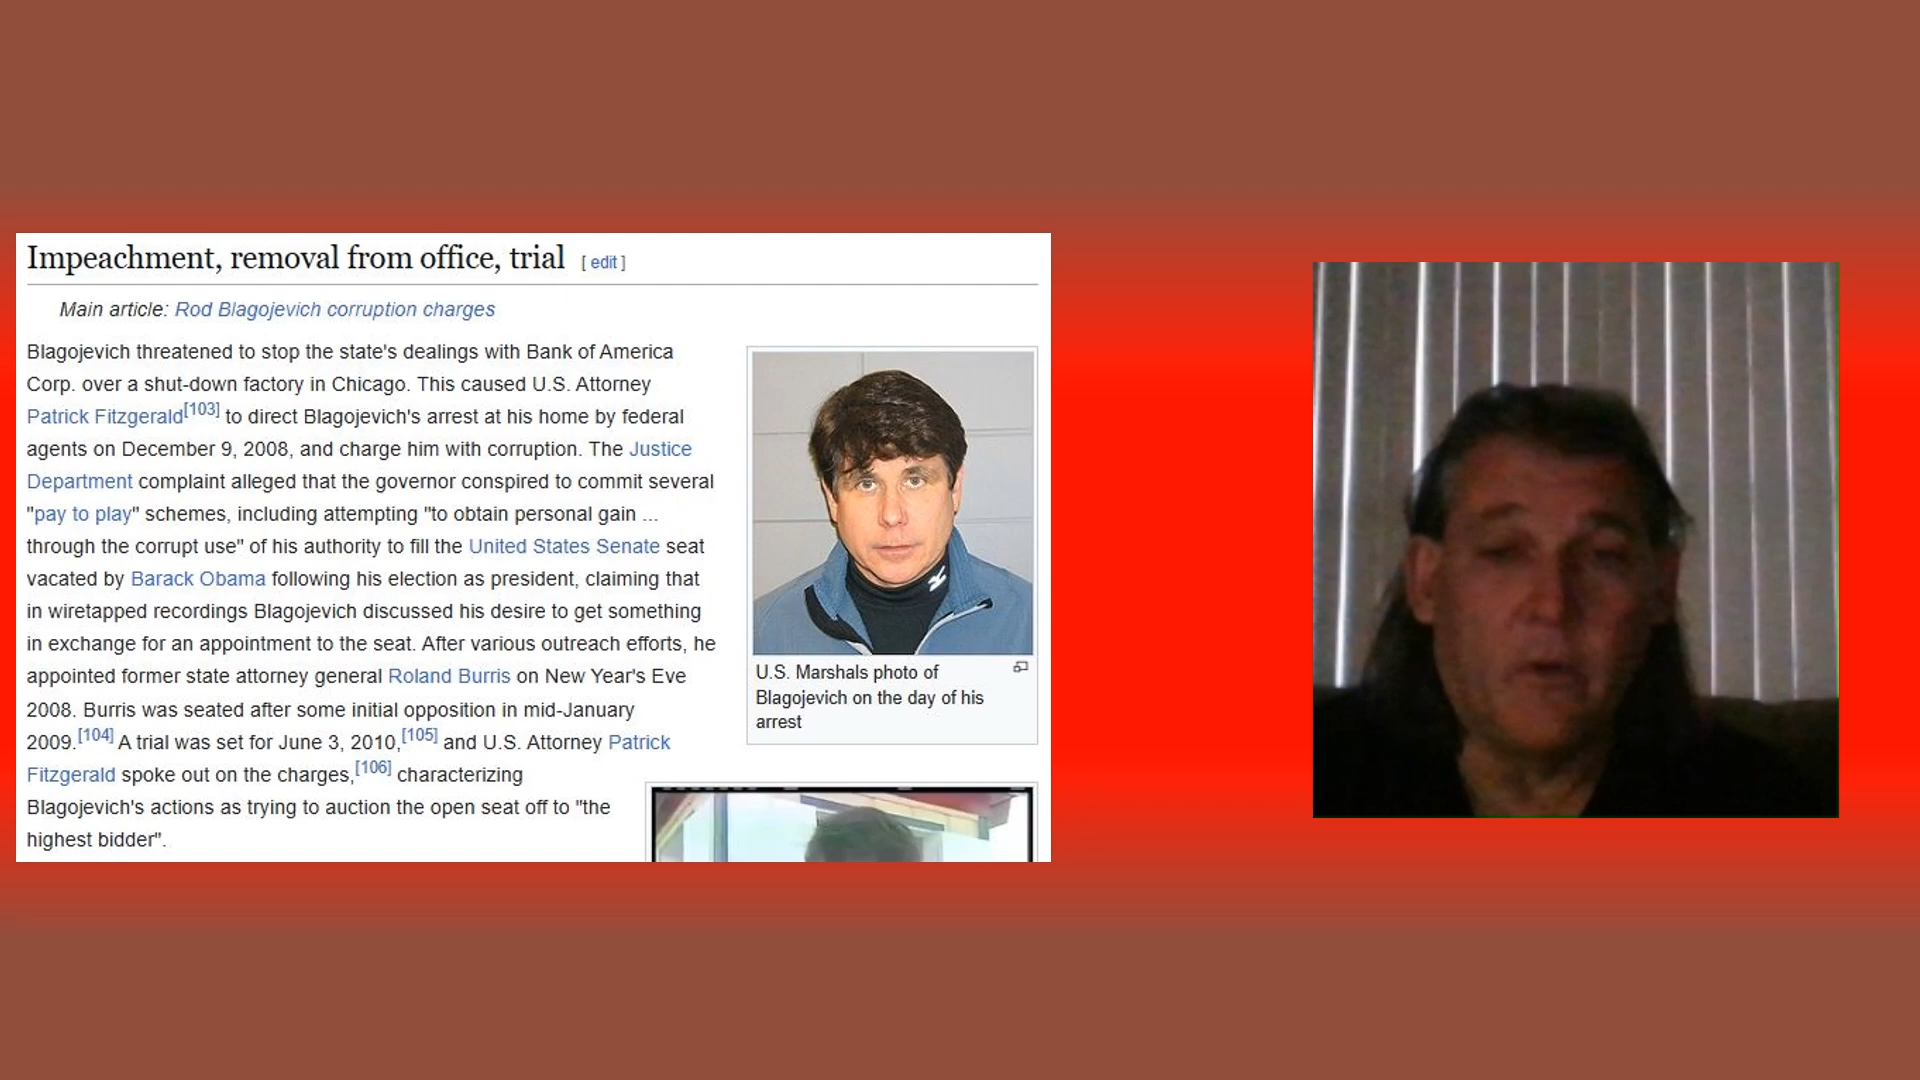 Impeachment, removal from office, trial [ edit ]
Main article: Rod Blagojevich corruption charges
Blagojevich threatened to stop the state's dealings with Bank of America
Corp. over a shut-down factory in Chicago. This caused U.S. Attorney
Patrick Fitzgerald[103] to direct Blagojevich's arrest at his home by federal
agents on December 9, 2008, and charge him with corruption. The Justice
Department complaint alleged that the governor conspired to commit several
"pay to play" schemes, including attempting "to obtain personal gain ...
through the corrupt use" of his authority to fill the United States Senate seat
vacated by Barack Obama following his election as president, claiming that
in wiretapped recordings Blagojevich discussed his desire to get something
in exchange for an appointment to the seat. After various outreach efforts, he
appointed former state attorney general Roland Burris on New Year's Eve
2008. Burris was seated after some initial opposition in mid-January
2009.[104] A trial was set for June 3, 2010,[105] and U.S. Attorney Patrick
Fitzgerald spoke out on the charges,[106] characterizing
Blagojevich's actions as trying to auction the open seat off to "the
highest bidder".
U.S. Marshals photo of
Blagojevich on the day of his
arrest